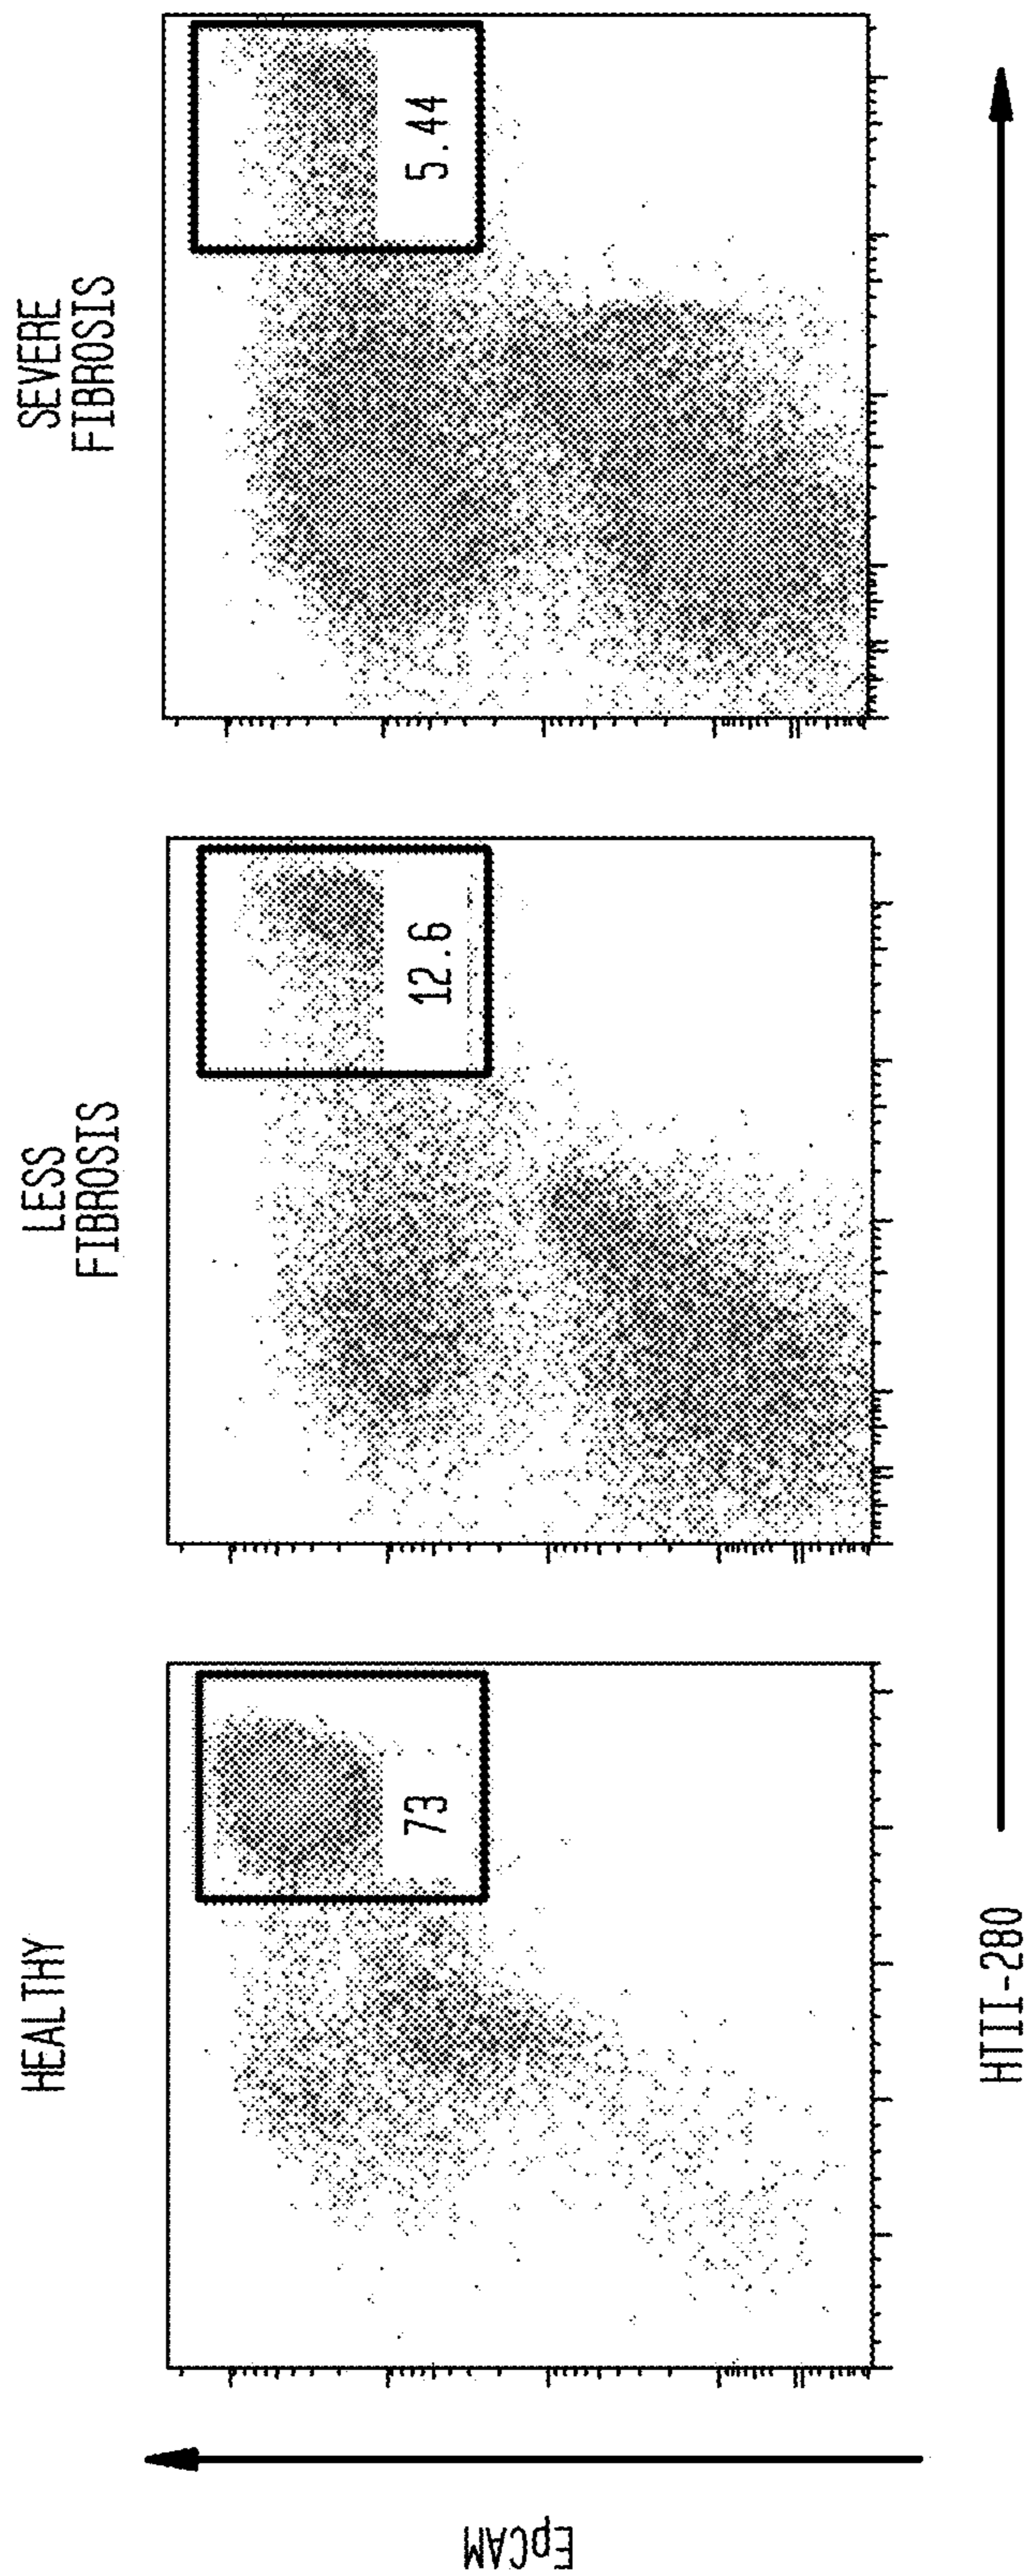 HEALTHY
LESS
FIBROSIS
SEVERE
FIBROSIS
73
12.6
5.44
EpCAM
HTII-280